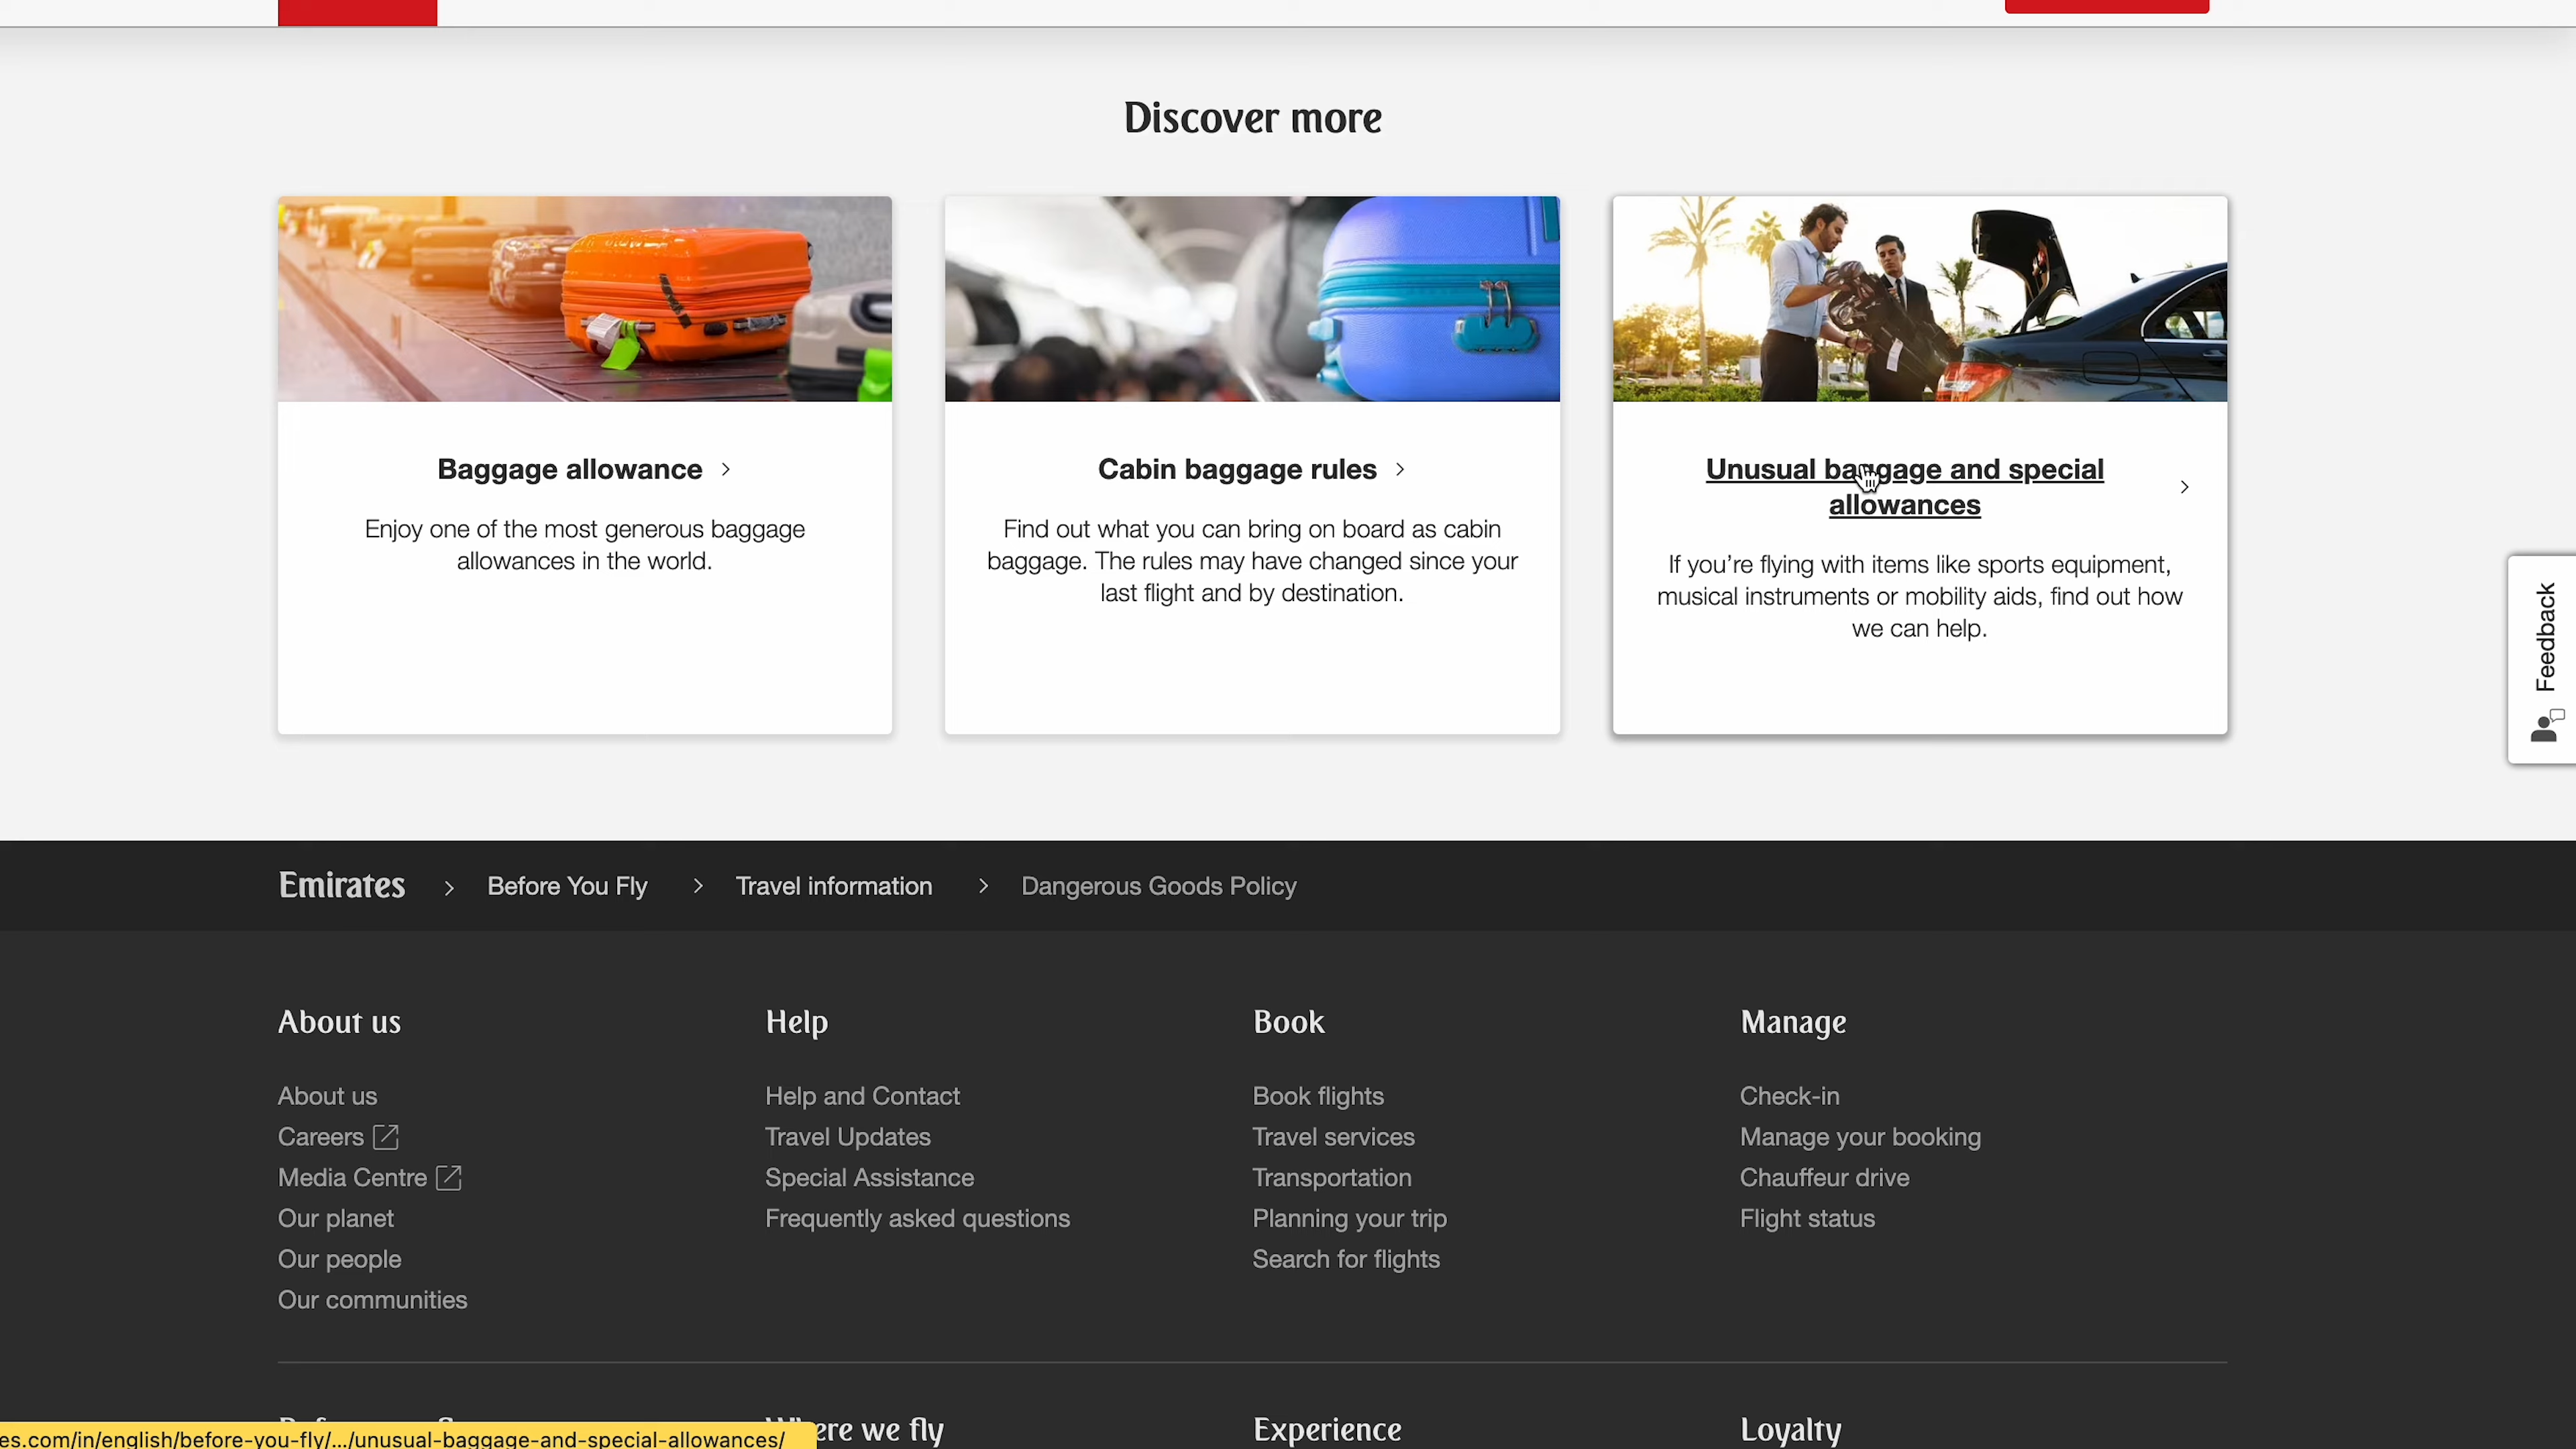 Discover more
Baggage allowance
Enjoy one of the most generous baggage
allowances in the world.
Cabin baggage rules
Find out what you can bring on board as cabin
baggage. The rules may have changed since your
last flight and by destination.
Unusual baggage and special
allowances
If you're flying with items like sports equipment,
musical instruments or mobility aids, find out how
we can help.
Feedback
Emirates > Before You Fly > Travel information > Dangerous Goods Policy
About us
About us
Careers
Media Centre
Our planet
Our people
Our communities
Help
Help and Contact
Travel Updates
Special Assistance
Frequently asked questions
Book
Book flights
Travel services
Transportation
Planning your trip
Search for flights
Manage
Check-in
Manage your booking
Chauffeur drive
Flight status
we fly
Experience
Loyalty
es.com/in/english/before-you-fly/.../unusual-baggage-and-special-allowances/